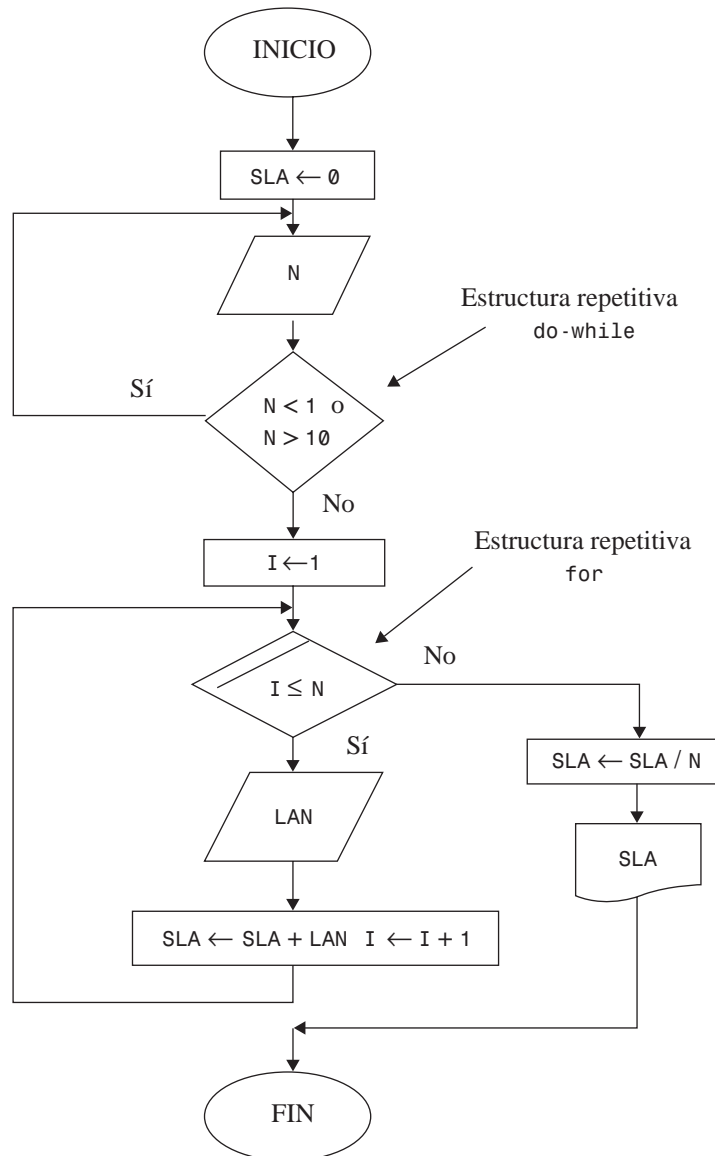 INICIO
SLA ← 0
N
Estructura repetitiva
do-while
Sí
N < 1 o
N > 10
No
I ← 1
Estructura repetitiva
for
No
I ≤ N
Sí
SLA ← SLA / N
LAN
SLA
SLA ← SLA + LAN I ← I + 1
FIN